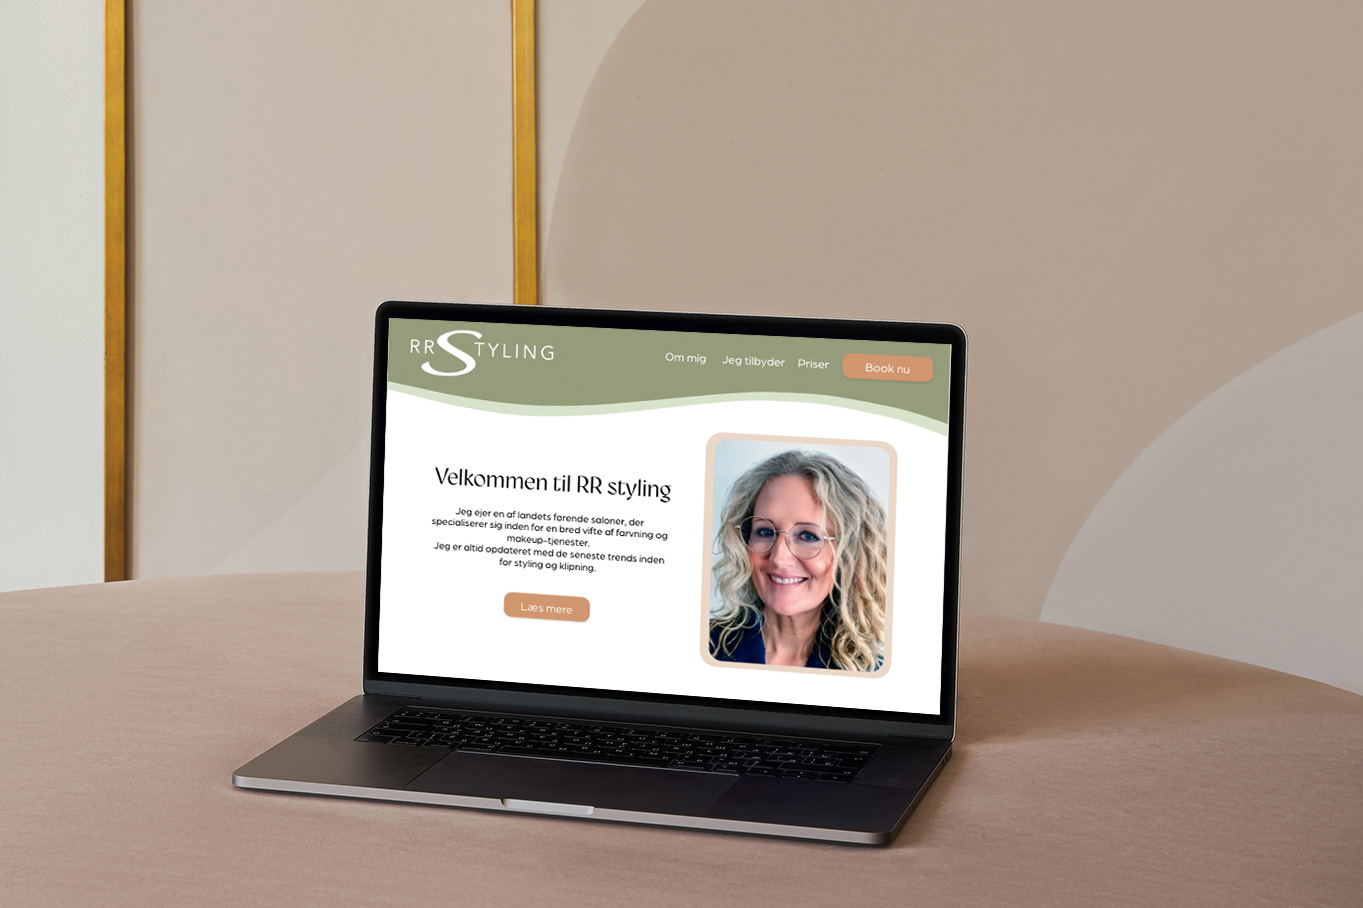 RRSTYLING
Om mig
Jeg tilbyder
Priser
Book nu
Velkommen til RR styling
Jeg ejer en af landets førende saloner, der
specialiserer sig inden for en bred vifte af farvning og
makeup-tjenester.
Jeg er altid opdateret med de seneste trends inden
for styling og klipning.
Læs mere